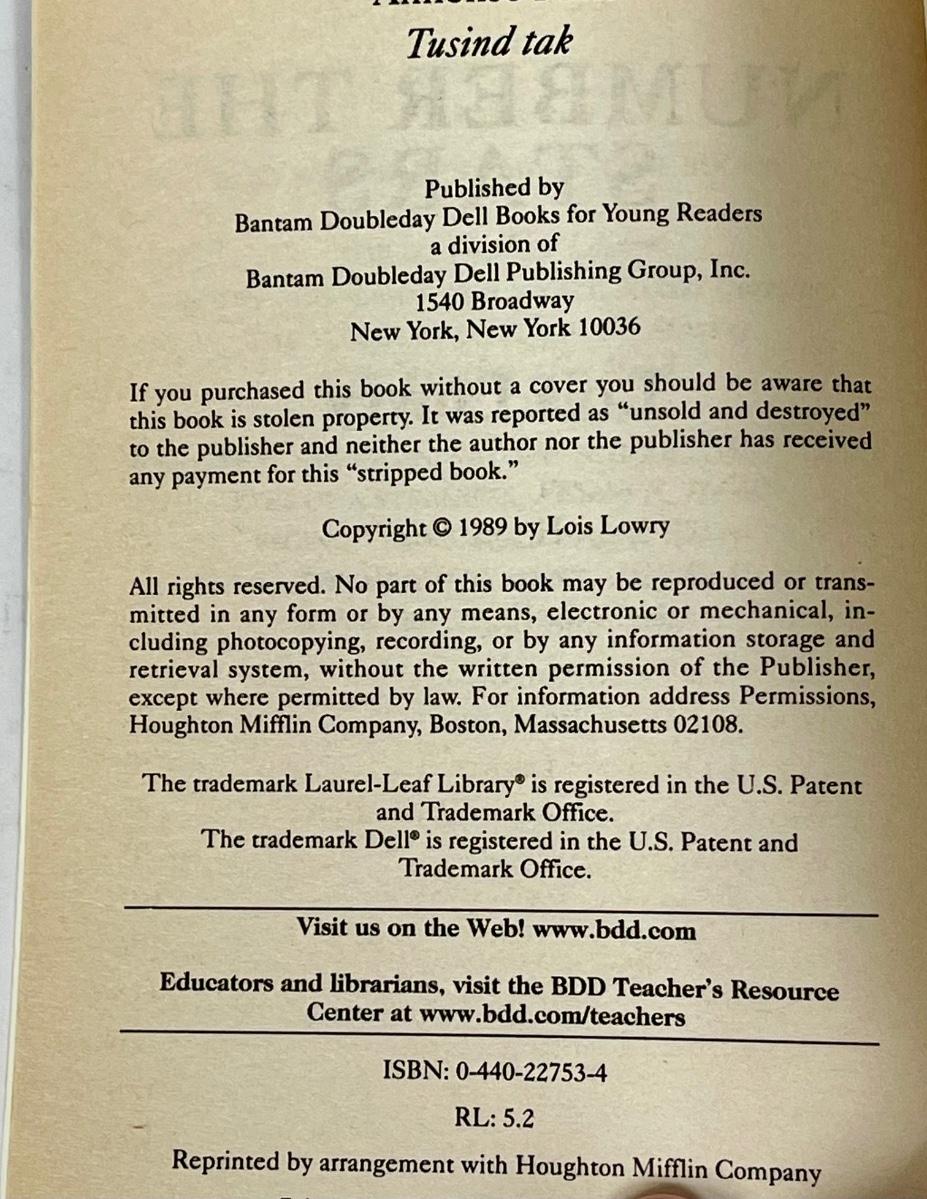 Tusind tak
NUMBER THE
STARS
Published by
Bantam Doubleday Dell Books for Young Readers
a division of
Bantam Doubleday Dell Publishing Group, Inc.
1540 Broadway
New York, New York 10036
If you purchased this book without a cover you should be aware that
this book is stolen property. It was reported as “unsold and destroyed”
to the publisher and neither the author nor the publisher has received
any payment for this “stripped book.”
Copyright © 1989 by Lois Lowry
All rights reserved. No part of this book may be reproduced or trans-
mitted in any form or by any means, electronic or mechanical, in-
cluding photocopying, recording, or by any information storage and
retrieval system, without the written permission of the Publisher,
except where permitted by law. For information address Permissions,
Houghton Mifflin Company, Boston, Massachusetts 02108.
The trademark Laurel-Leaf Library® is registered in the U.S. Patent
and Trademark Office.
The trademark Dell® is registered in the U.S. Patent and
Trademark Office.
Visit us on the Web! www.bdd.com
Educators and librarians, visit the BDD Teacher’s Resource
Center at www.bdd.com/teachers
ISBN: 0-440-22753-4
RL: 5.2
Reprinted by arrangement with Houghton Mifflin Company